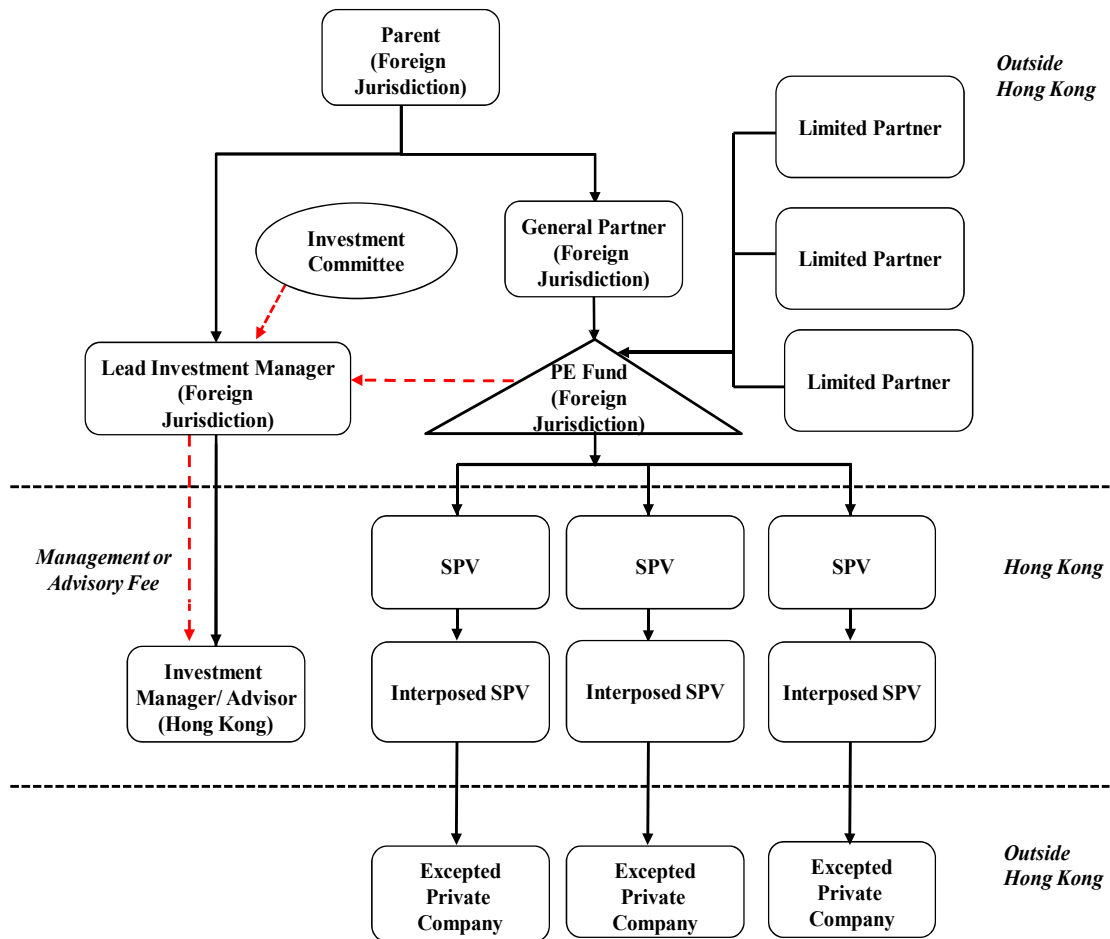 Parent
(Foreign
Jurisdiction)
Outside
Hong Kong
Limited Partner
Investment
Committee
General Partner
(Foreign
Jurisdiction)
Limited Partner
Lead Investment Manager
(Foreign
Jurisdiction)
PE Fund
(Foreign
Jurisdiction)
Limited Partner
Management or
Advisory Fee
SPV
SPV
SPV
Hong Kong
Investment
Manager/ Advisor
(Hong Kong)
Interposed SPV
Interposed SPV
Interposed SPV
Excepted
Private
Company
Excepted
Private
Company
Excepted
Private
Company
Outside
Hong Kong